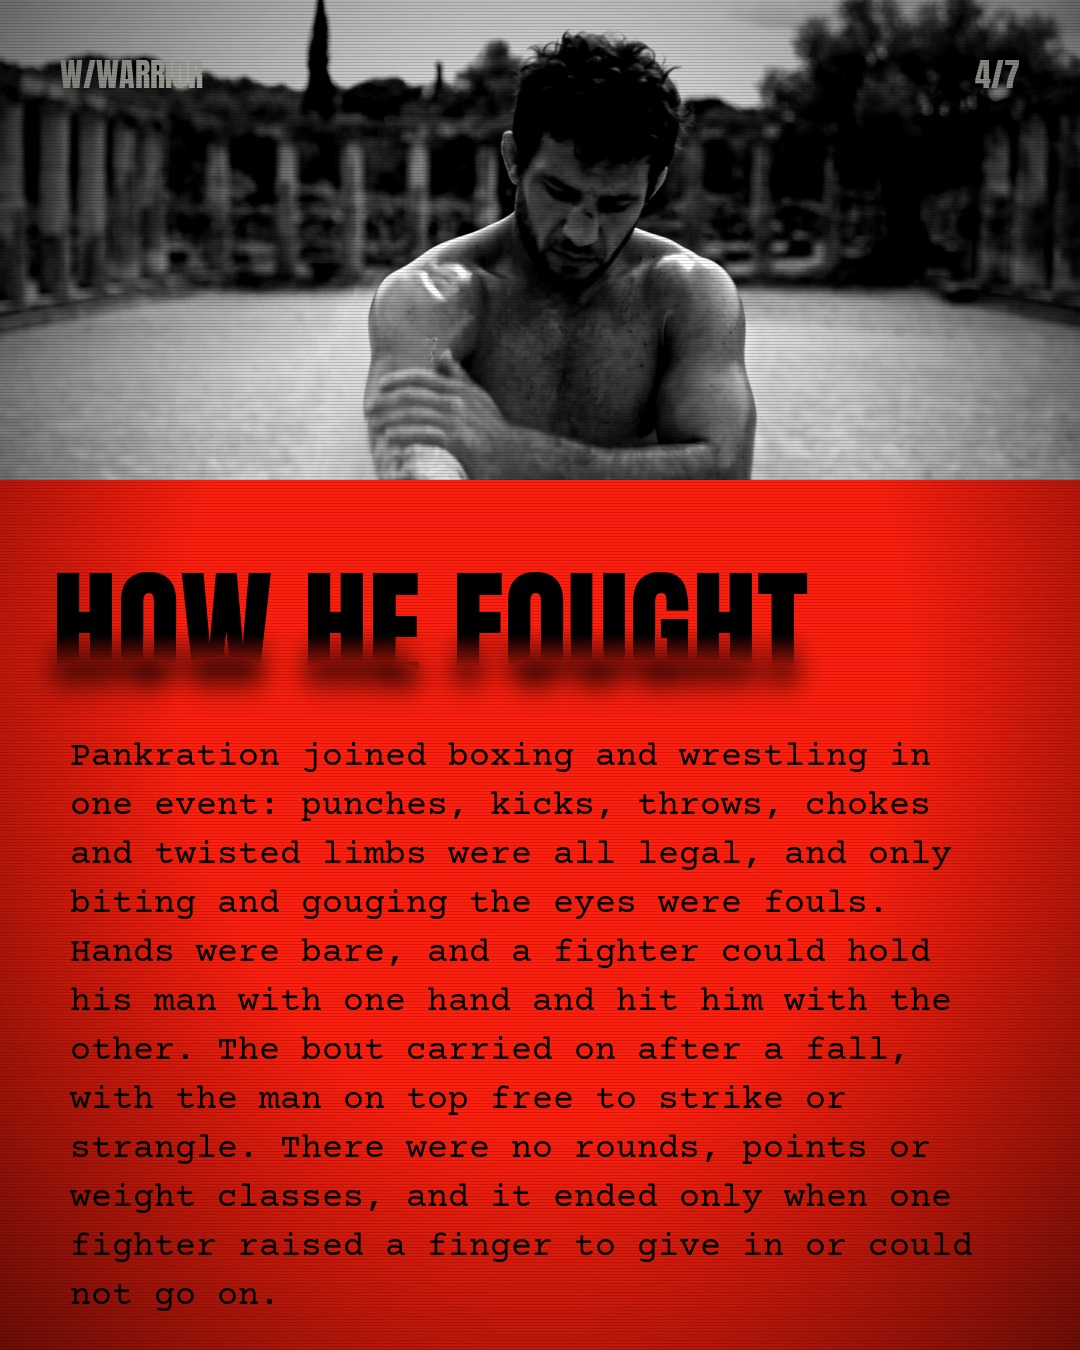 W/WARRIOR
4/7
HOW HE FOUGHT
Pankration joined boxing and wrestling in
one event: punches, kicks, throws, chokes
and twisted limbs were all legal, and only
biting and gouging the eyes were fouls.
Hands were bare, and a fighter could hold
his man with one hand and hit him with the
other. The bout carried on after a fall,
with the man on top free to strike or
strangle. There were no rounds, points or
weight classes, and it ended only when one
fighter raised a finger to give in or could
not go on.